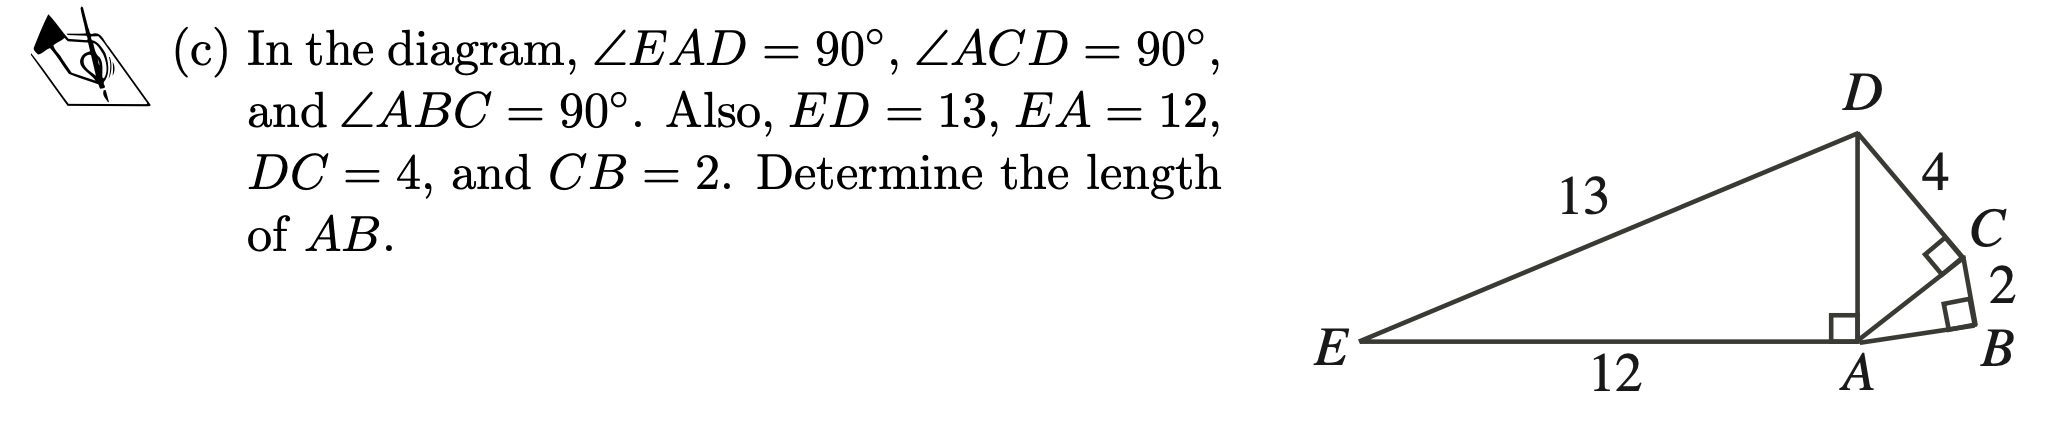 (c) In the diagram, ∠EAD = 90°, ∠ACD = 90°,
and ∠ABC = 90°. Also, ED = 13, EA = 12,
DC = 4, and CB = 2. Determine the length
of AB.
D
13
4
C
2
E
12
A
B